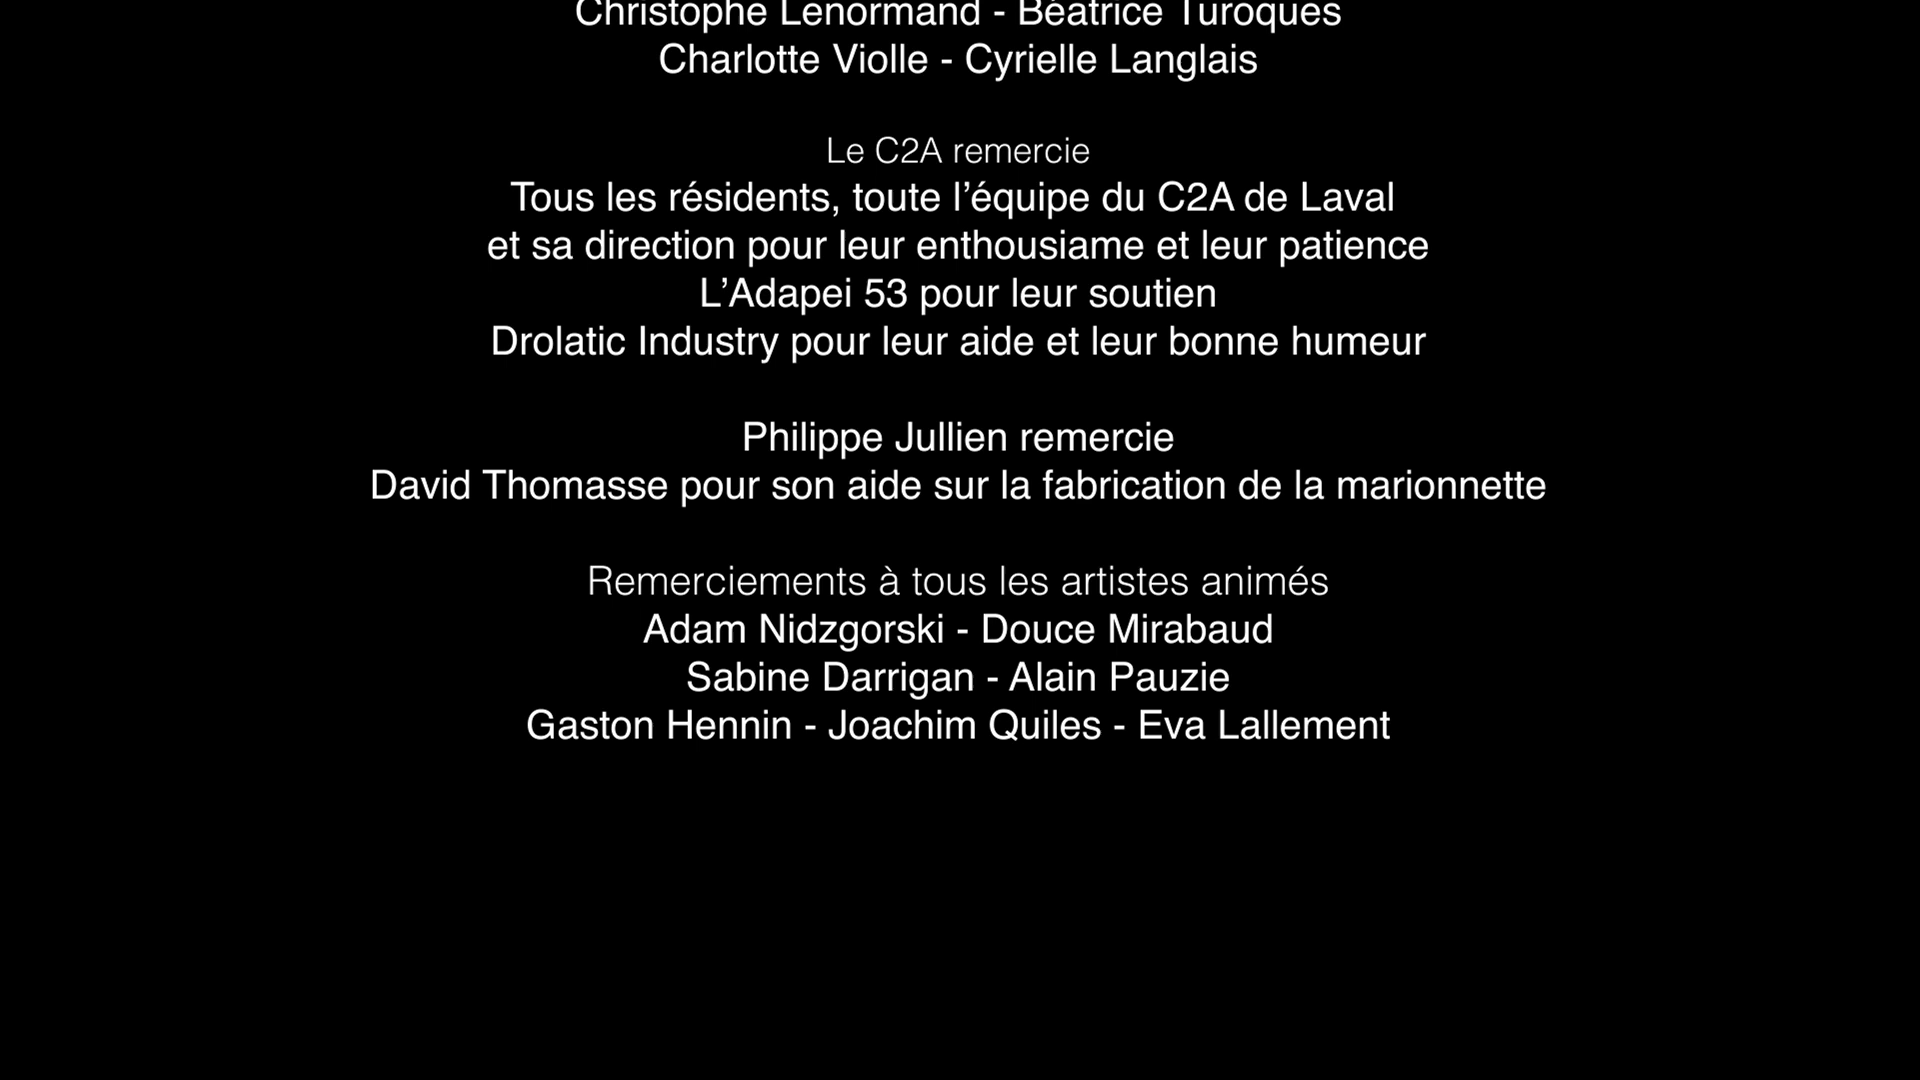 Christophe Lenormand - Béatrice Turoques
Charlotte Violle - Cyrielle Langlais
Le C2A remercie
Tous les résidents, toute l’équipe du C2A de Laval
et sa direction pour leur enthousiame et leur patience
L’Adapei 53 pour leur soutien
Drolatic Industry pour leur aide et leur bonne humeur
Philippe Jullien remercie
David Thomasse pour son aide sur la fabrication de la marionnette
Remerciements à tous les artistes animés
Adam Nidzgorski - Douce Mirabaud
Sabine Darrigan - Alain Pauzie
Gaston Hennin - Joachim Quiles - Eva Lallement